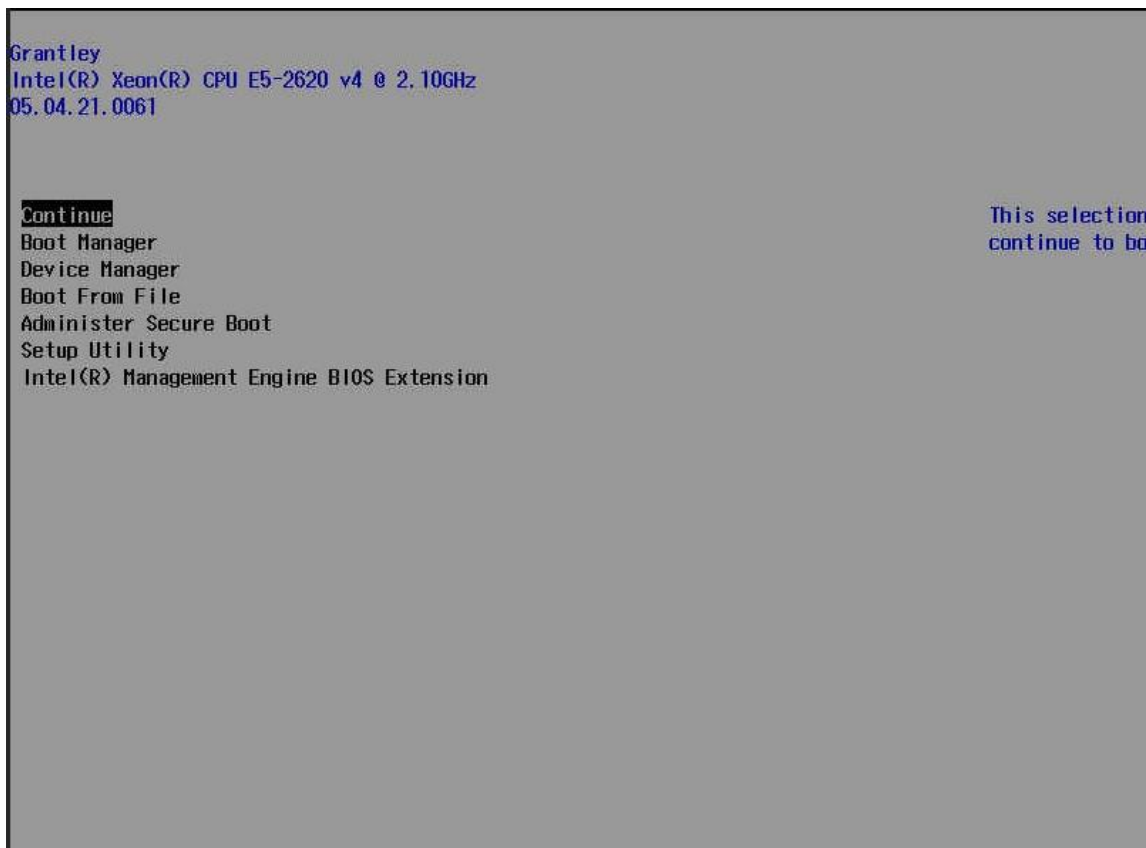 Grantley
Intel(R) Xeon(R) CPU E5-2620 v4 @ 2.10GHz
05.04.21.0061
Continue
This selection
Boot Manager
continue to bo
Device Manager
Boot From File
Administer Secure Boot
Setup Utility
Intel(R) Management Engine BIOS Extension